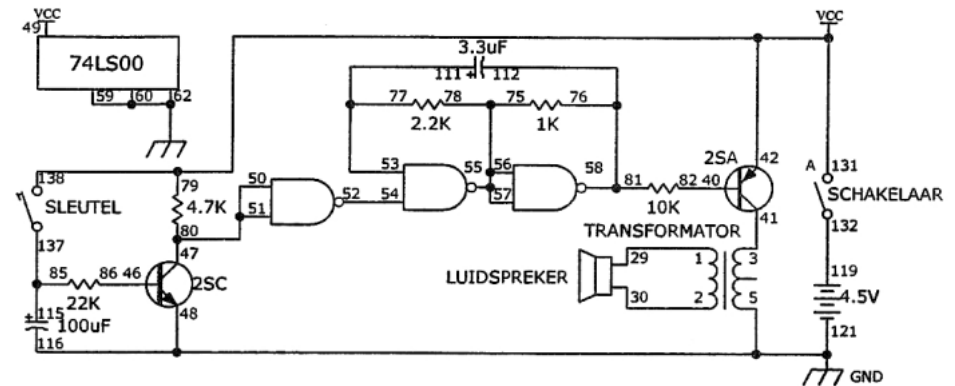 VCC
49
74LS00
59 60 62
3.3uF
111 + 112
77 78 75 76
2.2K 1K
VCC
138
SLEUTEL
137
79
4.7K
80
50
51
52
53
54
55
56
57
58
81 82 40
10K
2SA
42
41
A 131
SCHAKELAAR
132
TRANSFORMATOR
LUIDSPREKER
29 1 3
30 2 5
119
4.5V
121
85 86 46
22K
47
2SC
48
+ 115
100uF
116
GND